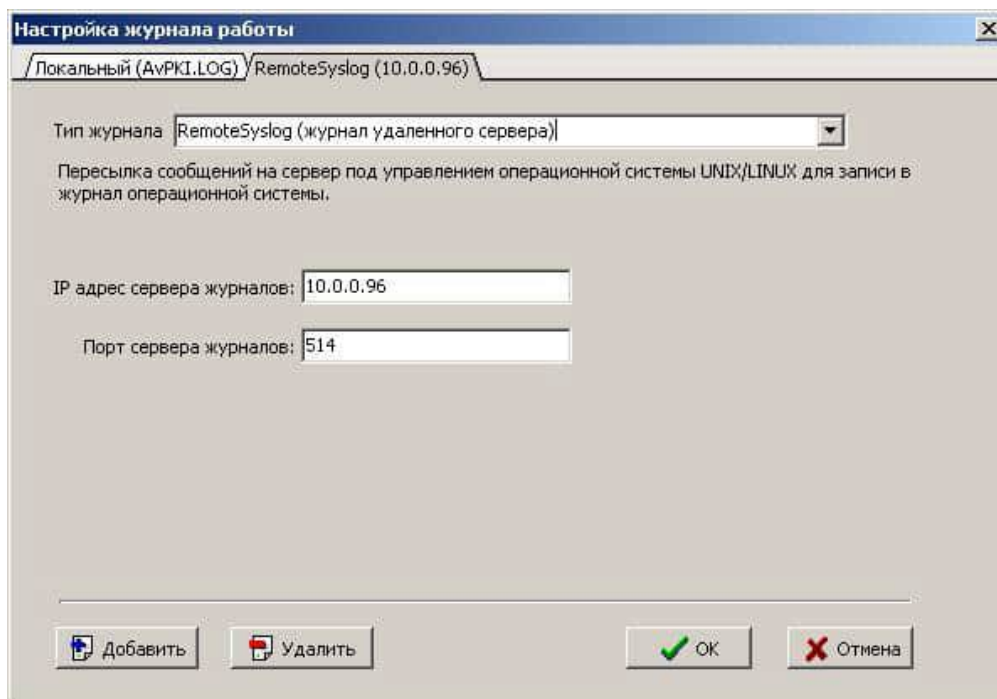 Настройка журнала работы
Локальный (AvPKI.LOG) RemoteSyslog (10.0.0.96)
Тип журнала RemoteSyslog (журнал удаленного сервера)
Пересылка сообщений на сервер под управлением операционной системы UNIX/LINUX для записи в
журнал операционной системы.
IP адрес сервера журналов: 10.0.0.96
Порт сервера журналов: 514
Добавить Удалить OK Отмена